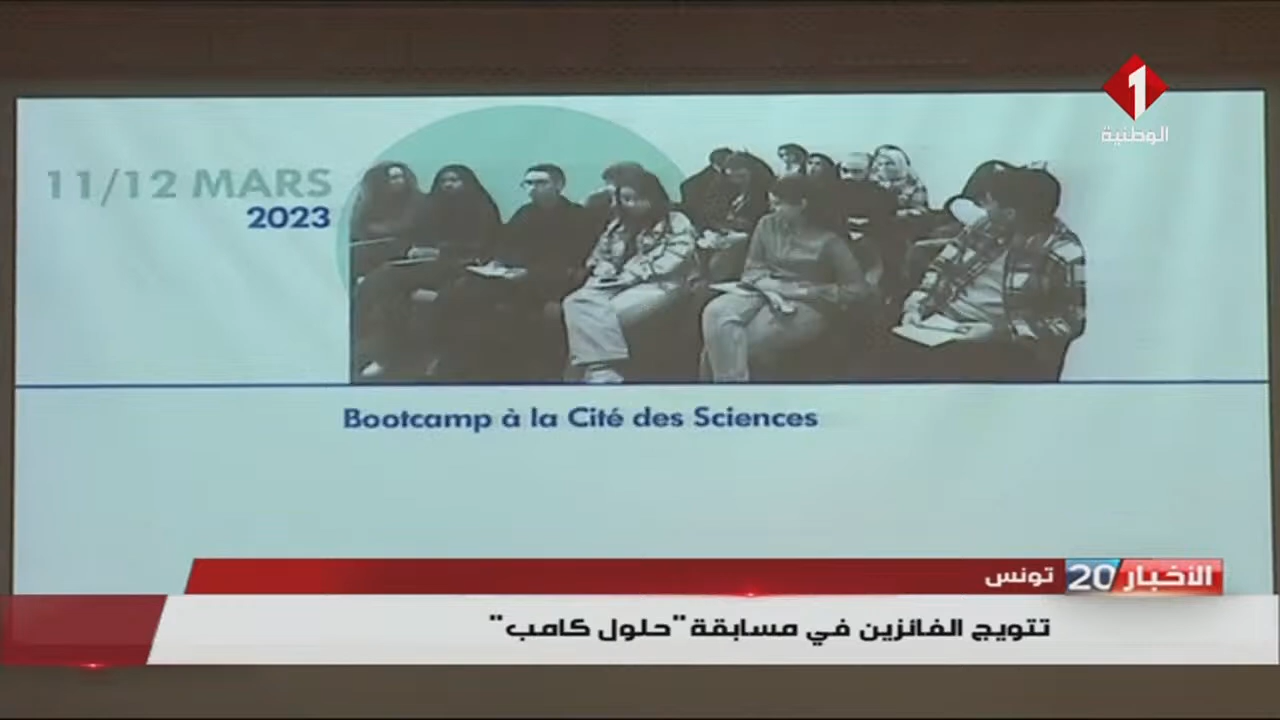 1
الوطنية
11/12 MARS
2023
Bootcamp à la Cité des Sciences
الأخبار 20 تونس
تتويج الفائزين في مسابقة "حلول كامب"